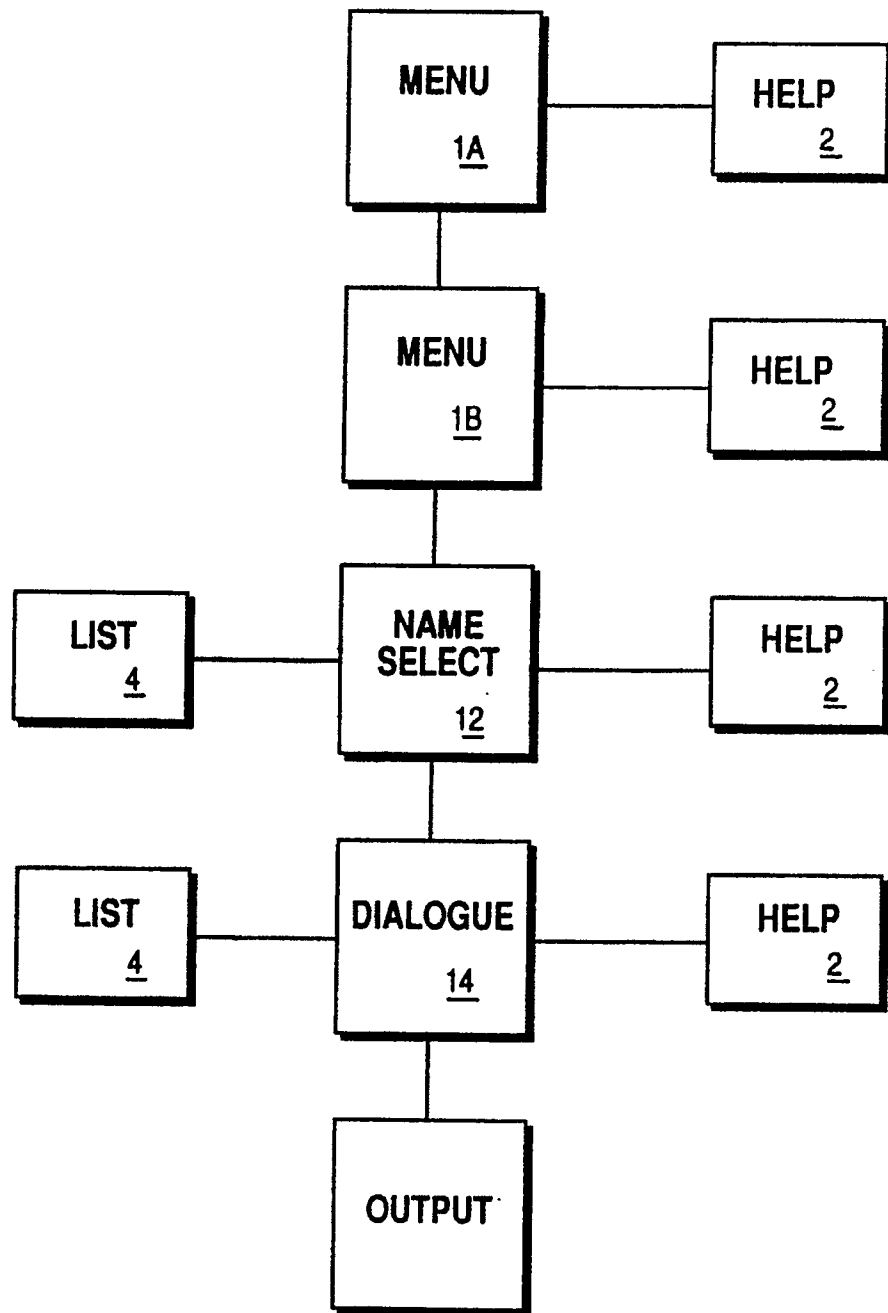 MENU
1A
HELP
2
MENU
1B
HELP
2
LIST
4
NAME
SELECT
12
HELP
2
LIST
4
DIALOGUE
14
HELP
2
OUTPUT